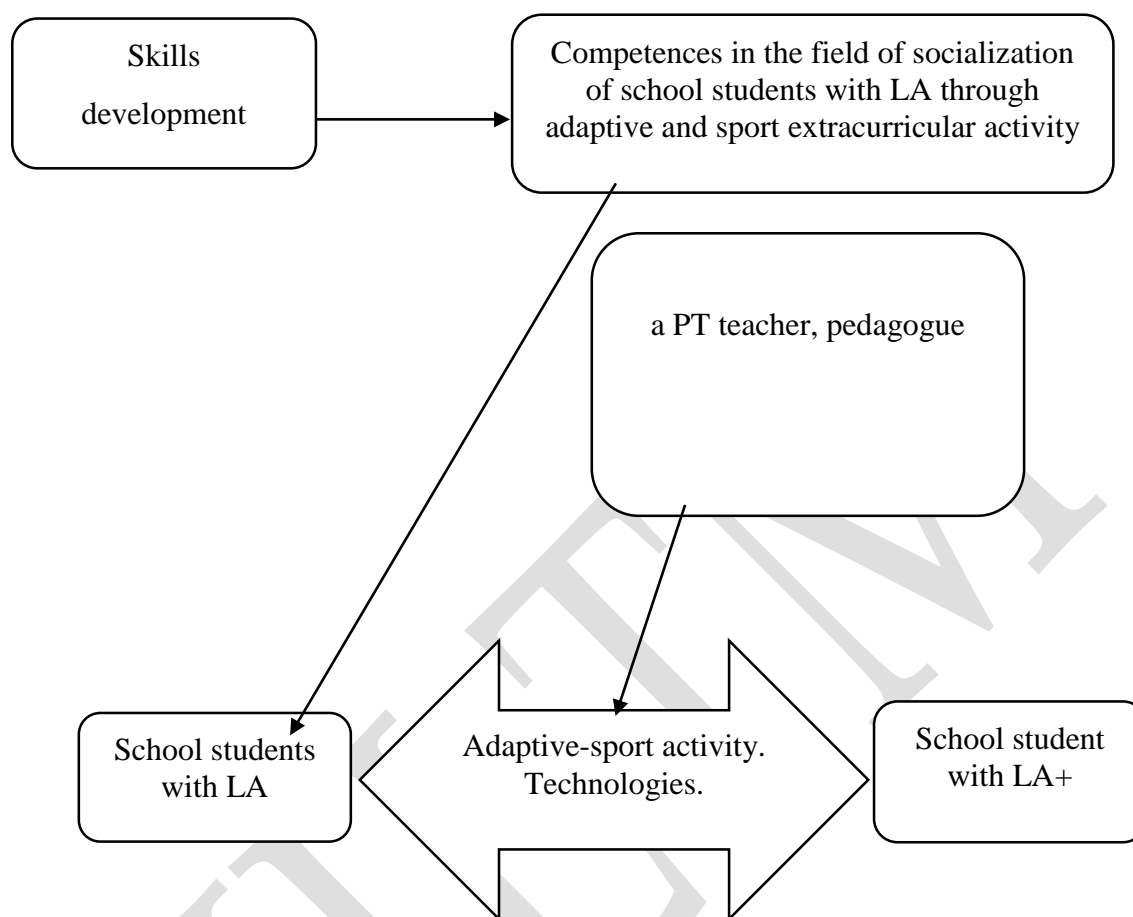 Skills
development
Competences in the field of socialization
of school students with LA through
adaptive and sport extracurricular activity
a PT teacher, pedagogue
School students
with LA
Adaptive-sport activity.
Technologies.
School student
with LA+